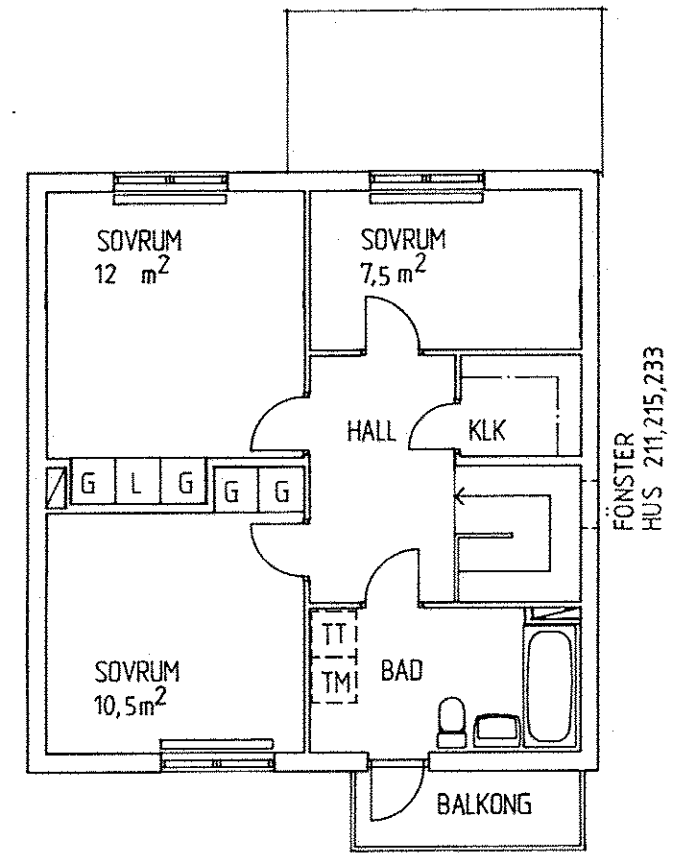 SOVRUM
12 m²
SOVRUM
7,5 m²
HALL
KLK
FÖNSTER
HUS 211,215,233
G L G
G G
SOVRUM
10,5m²
TT
TM
BAD
BALKONG